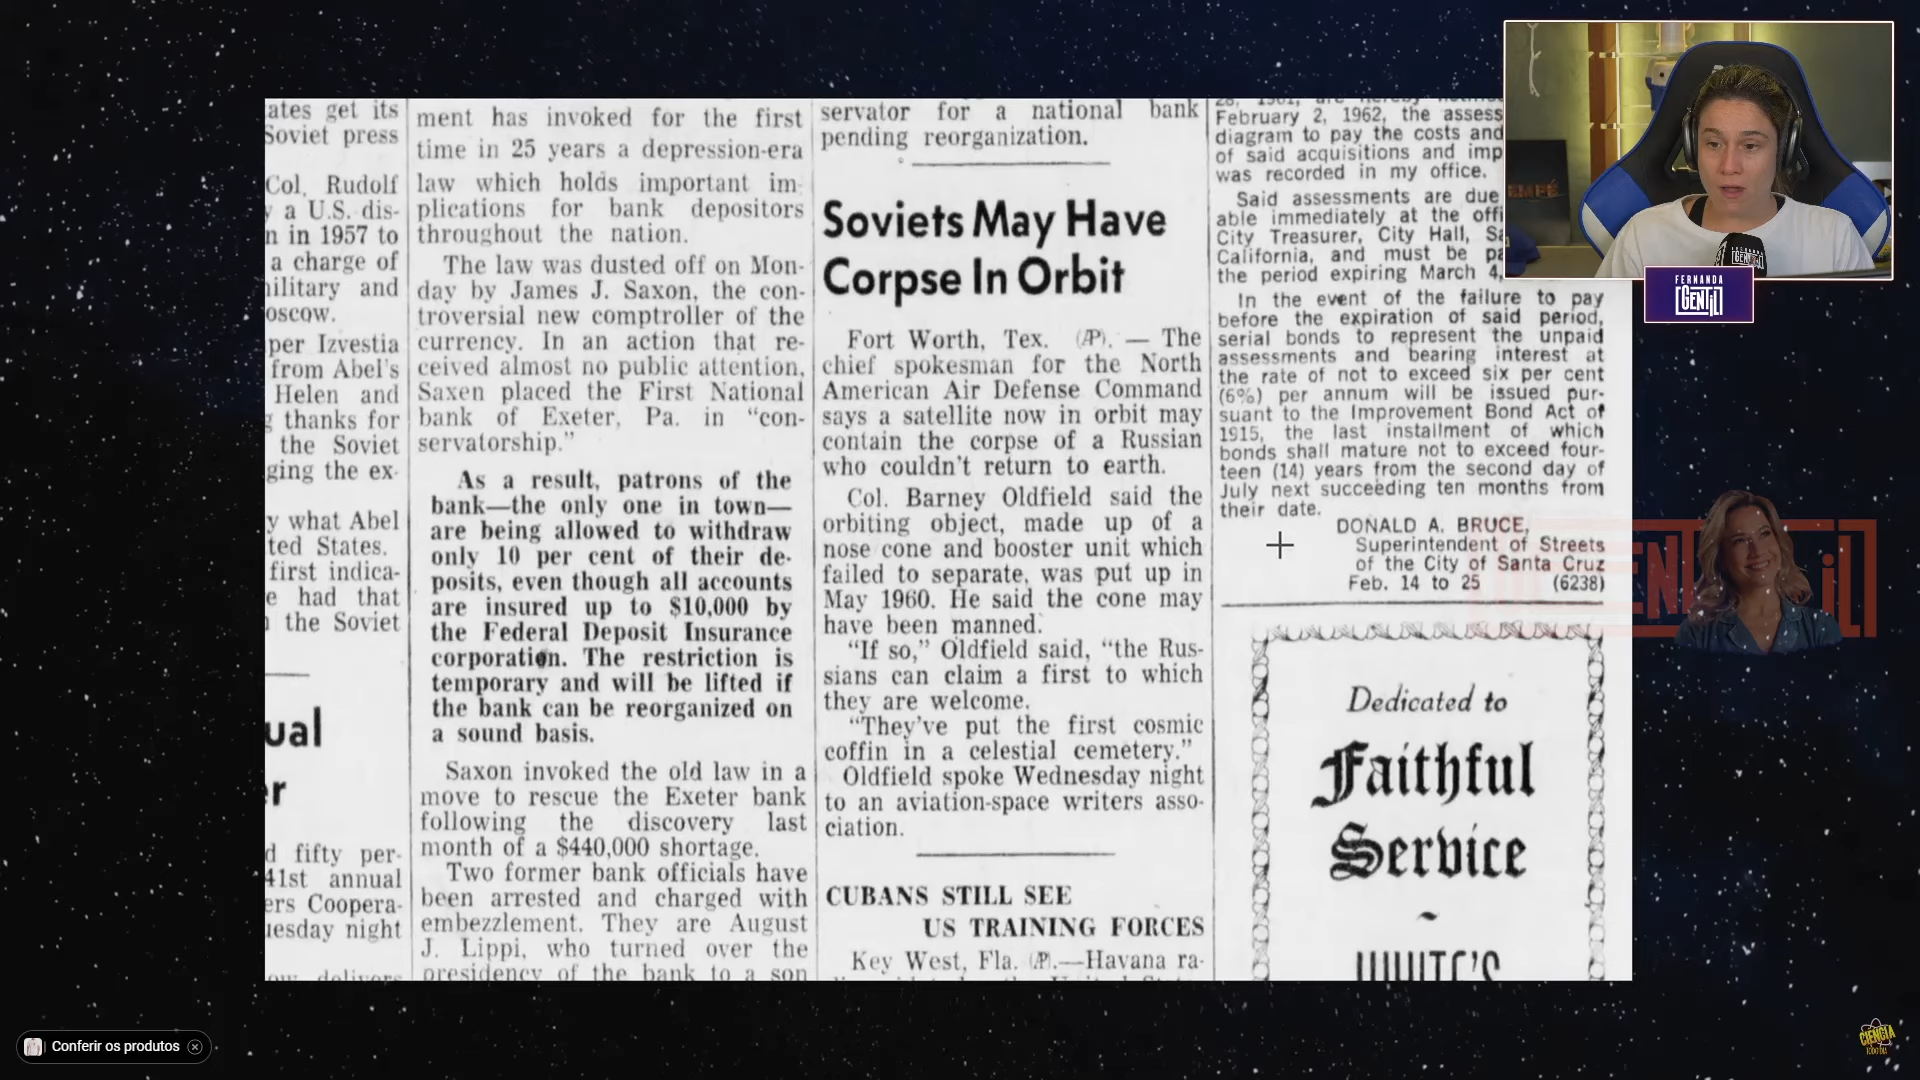 ates get its
Soviet press
Col. Rudolf
y a U.S. dis-
n in 1957 to
a charge of
military and
oscow.
per Izvestia
from Abel's
Helen and
g thanks for
the Soviet
ging the ex-
y what Abel
ted States.
first indica-
e had that
the Soviet
ual
er
d fifty per-
41st annual
ers Coopera-
uesday night
ow delivers
ment has invoked for the first
time in 25 years a depression-era
law which holds important im-
plications for bank depositors
throughout the nation.
The law was dusted off on Mon-
day by James J. Saxon, the con-
troversial new comptroller of the
currency. In an action that re-
ceived almost no public attention,
Saxen placed the First National
bank of Exeter, Pa. in "con-
servatorship."
As a result, patrons of the
bank—the only one in town—
are being allowed to withdraw
only 10 per cent of their de-
posits, even though all accounts
are insured up to $10,000 by
the Federal Deposit Insurance
corporation. The restriction is
temporary and will be lifted if
the bank can be reorganized on
a sound basis.
Saxon invoked the old law in a
move to rescue the Exeter bank
following the discovery last
month of a $440,000 shortage.
Two former bank officials have
been arrested and charged with
embezzlement. They are August
J. Lippi, who turned over the
presidency of the bank to a son
servator for a national bank
pending reorganization.
Soviets May Have
Corpse In Orbit
Fort Worth, Tex. (AP). — The
chief spokesman for the North
American Air Defense Command
says a satellite now in orbit may
contain the corpse of a Russian
who couldn't return to earth.
Col. Barney Oldfield said the
orbiting object, made up of a
nose cone and booster unit which
failed to separate, was put up in
May 1960. He said the cone may
have been manned.
"If so," Oldfield said, "the Rus-
sians can claim a first to which
they are welcome.
"They've put the first cosmic
coffin in a celestial cemetery."
Oldfield spoke Wednesday night
to an aviation-space writers asso-
ciation.
CUBANS STILL SEE
US TRAINING FORCES
Key West, Fla. (AP).—Havana ra-
28, 1961, are hereby
February 2, 1962, the assess
diagram to pay the costs and
of said acquisitions and imp
was recorded in my office.
Said assessments are due
able immediately at the offi
City Treasurer, City Hall, Sa
California, and must be pa
the period expiring March 4,
In the event of the failure to pay
before the expiration of said period,
serial bonds to represent the unpaid
assessments and bearing interest at
the rate of not to exceed six per cent
(6%) per annum will be issued pur-
suant to the Improvement Bond Act of
1915, the last installment of which
bonds shall mature not to exceed four-
teen (14) years from the second day of
July next succeeding ten months from
their date.
DONALD A. BRUCE,
Superintendent of Streets
of the City of Santa Cruz
Feb. 14 to 25 (6238)
Dedicated to
Faithful
Service
~
WHITE'S
FERNANDA
GENTIL
GENTIL
Conferir os produtos
CIÊNCIA
TODO DIA